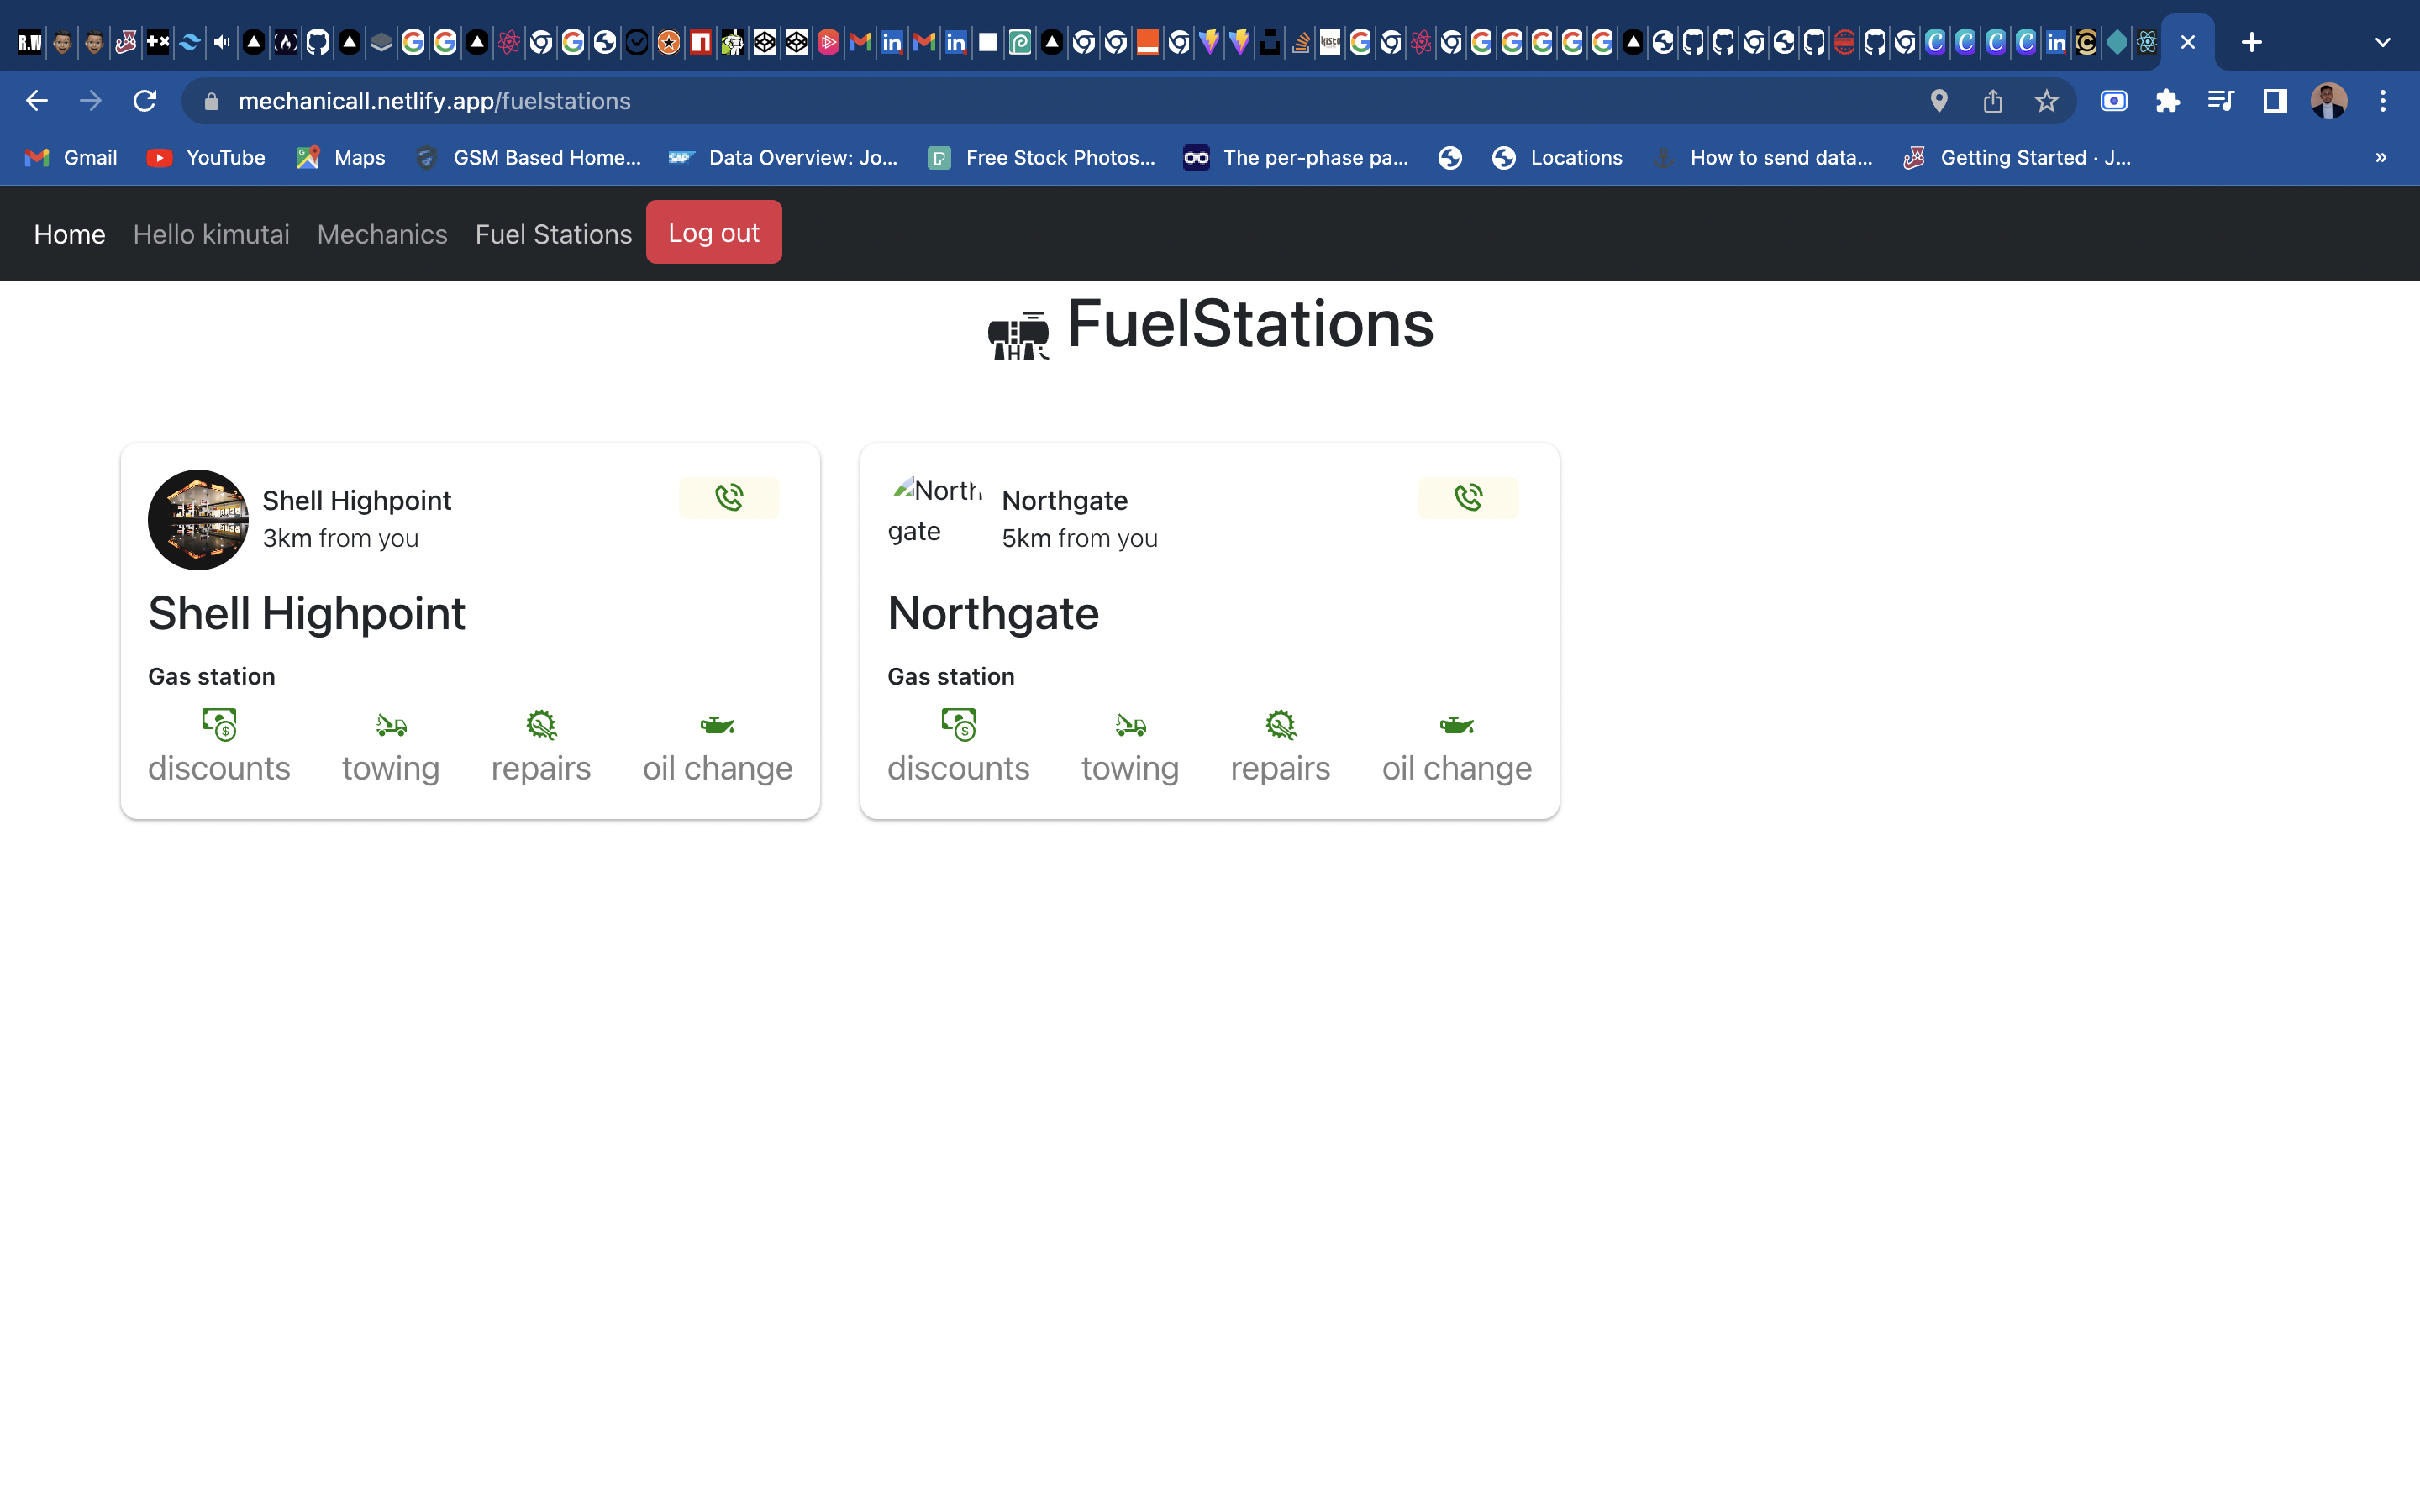 mechanicall.netlify.app/fuelstations
Gmail YouTube Maps GSM Based Home... Data Overview: Jo... Free Stock Photos... The per-phase pa... Locations How to send data... Getting Started · J... »
Home Hello kimutai Mechanics Fuel Stations Log out
FuelStations
Shell Highpoint
3km from you
Shell Highpoint
Gas station
discounts towing repairs oil change
North
gate
Northgate
5km from you
Northgate
Gas station
discounts towing repairs oil change